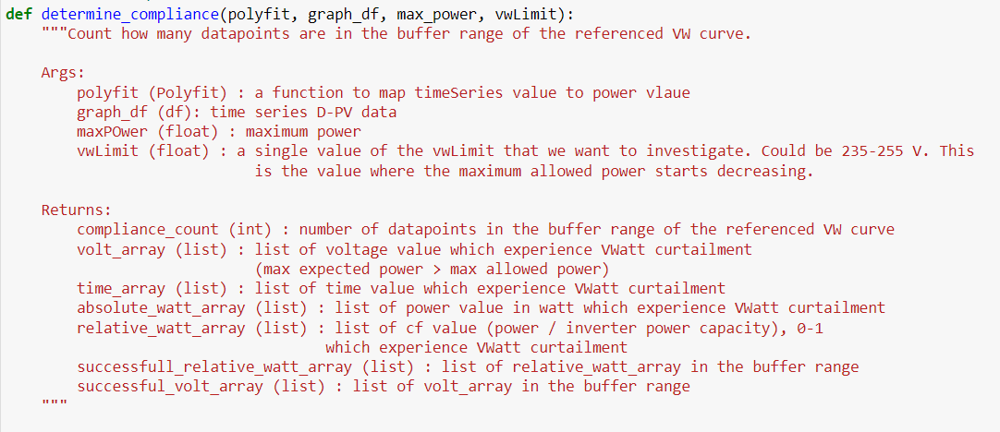 def determine_compliance(polyfit, graph_df, max_power, vwLimit):
"""Count how many datapoints are in the buffer range of the referenced VW curve.
Args:
polyfit (Polyfit) : a function to map timeSeries value to power vlaue
graph_df (df): time series D-PV data
maxPOwer (float) : maximum power
vwLimit (float) : a single value of the vwLimit that we want to investigate. Could be 235-255 V. This
is the value where the maximum allowed power starts decreasing.
Returns:
compliance_count (int) : number of datapoints in the buffer range of the referenced VW curve
volt_array (list) : list of voltage value which experience VWatt curtailment
(max expected power > max allowed power)
time_array (list) : list of time value which experience VWatt curtailment
absolute_watt_array (list) : list of power value in watt which experience VWatt curtailment
relative_watt_array (list) : list of cf value (power / inverter power capacity), 0-1
which experience VWatt curtailment
successfull_relative_watt_array (list) : list of relative_watt_array in the buffer range
successful_volt_array (list) : list of volt_array in the buffer range
"""